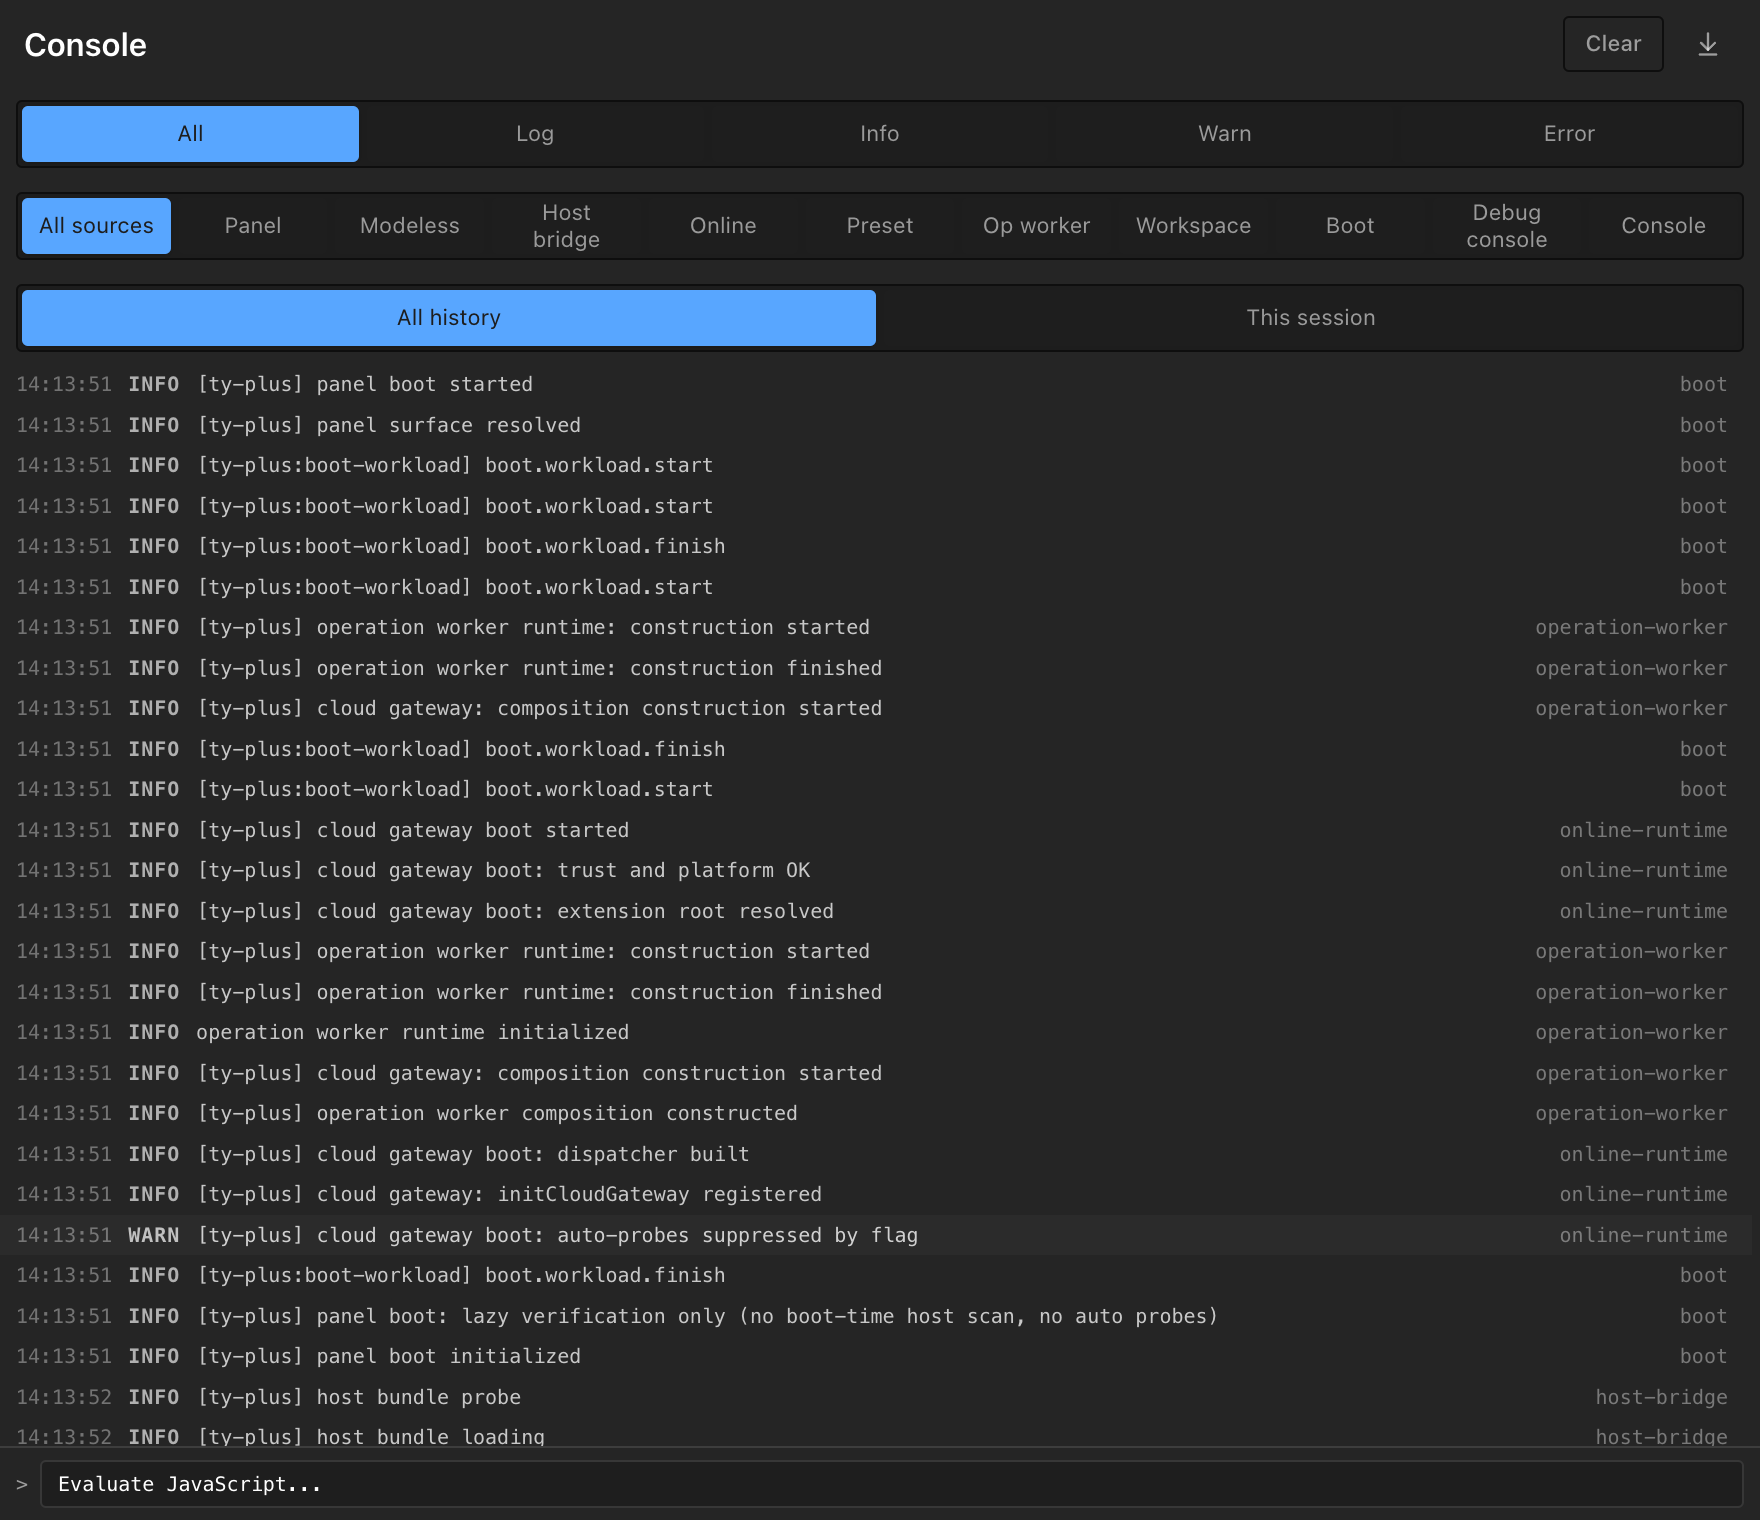 Console
Clear
All
Log
Info
Warn
Error
All sources
Panel
Modeless
Host
bridge
Online
Preset
Op worker
Workspace
Boot
Debug
console
Console
All history
This session
14:13:51 INFO [ty-plus] panel boot started boot
14:13:51 INFO [ty-plus] panel surface resolved boot
14:13:51 INFO [ty-plus:boot-workload] boot.workload.start boot
14:13:51 INFO [ty-plus:boot-workload] boot.workload.start boot
14:13:51 INFO [ty-plus:boot-workload] boot.workload.finish boot
14:13:51 INFO [ty-plus:boot-workload] boot.workload.start boot
14:13:51 INFO [ty-plus] operation worker runtime: construction started operation-worker
14:13:51 INFO [ty-plus] operation worker runtime: construction finished operation-worker
14:13:51 INFO [ty-plus] cloud gateway: composition construction started operation-worker
14:13:51 INFO [ty-plus:boot-workload] boot.workload.finish boot
14:13:51 INFO [ty-plus:boot-workload] boot.workload.start boot
14:13:51 INFO [ty-plus] cloud gateway boot started online-runtime
14:13:51 INFO [ty-plus] cloud gateway boot: trust and platform OK online-runtime
14:13:51 INFO [ty-plus] cloud gateway boot: extension root resolved online-runtime
14:13:51 INFO [ty-plus] operation worker runtime: construction started operation-worker
14:13:51 INFO [ty-plus] operation worker runtime: construction finished operation-worker
14:13:51 INFO operation worker runtime initialized operation-worker
14:13:51 INFO [ty-plus] cloud gateway: composition construction started operation-worker
14:13:51 INFO [ty-plus] operation worker composition constructed operation-worker
14:13:51 INFO [ty-plus] cloud gateway boot: dispatcher built online-runtime
14:13:51 INFO [ty-plus] cloud gateway: initCloudGateway registered online-runtime
14:13:51 WARN [ty-plus] cloud gateway boot: auto-probes suppressed by flag online-runtime
14:13:51 INFO [ty-plus:boot-workload] boot.workload.finish boot
14:13:51 INFO [ty-plus] panel boot: lazy verification only (no boot-time host scan, no auto probes) boot
14:13:51 INFO [ty-plus] panel boot initialized boot
14:13:52 INFO [ty-plus] host bundle probe host-bridge
14:13:52 INFO [ty-plus] host bundle loading host-bridge
> Evaluate JavaScript...